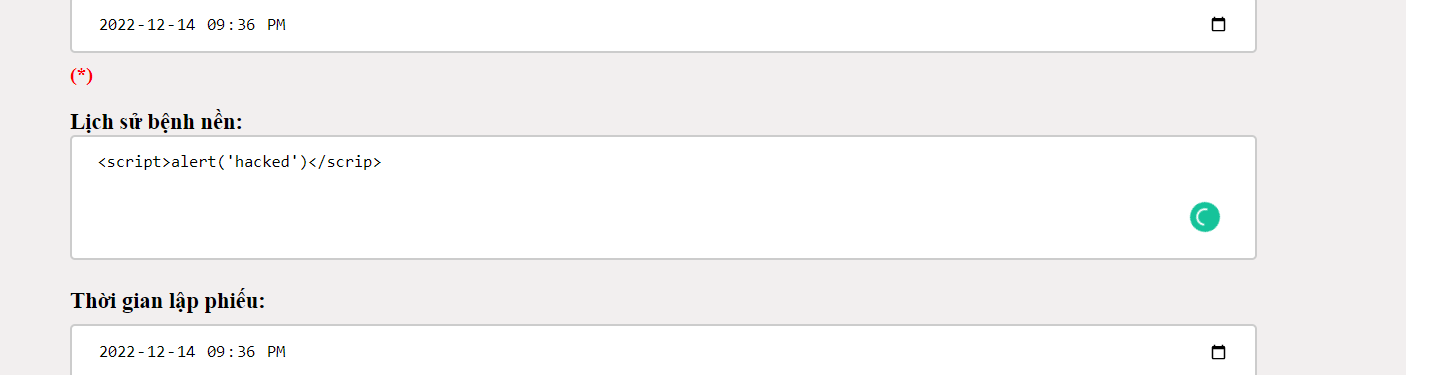 2022-12-14 09:36 PM
(*)
Lịch sử bệnh nền:
<script>alert('hacked')</scrip>
Thời gian lập phiếu:
2022-12-14 09:36 PM